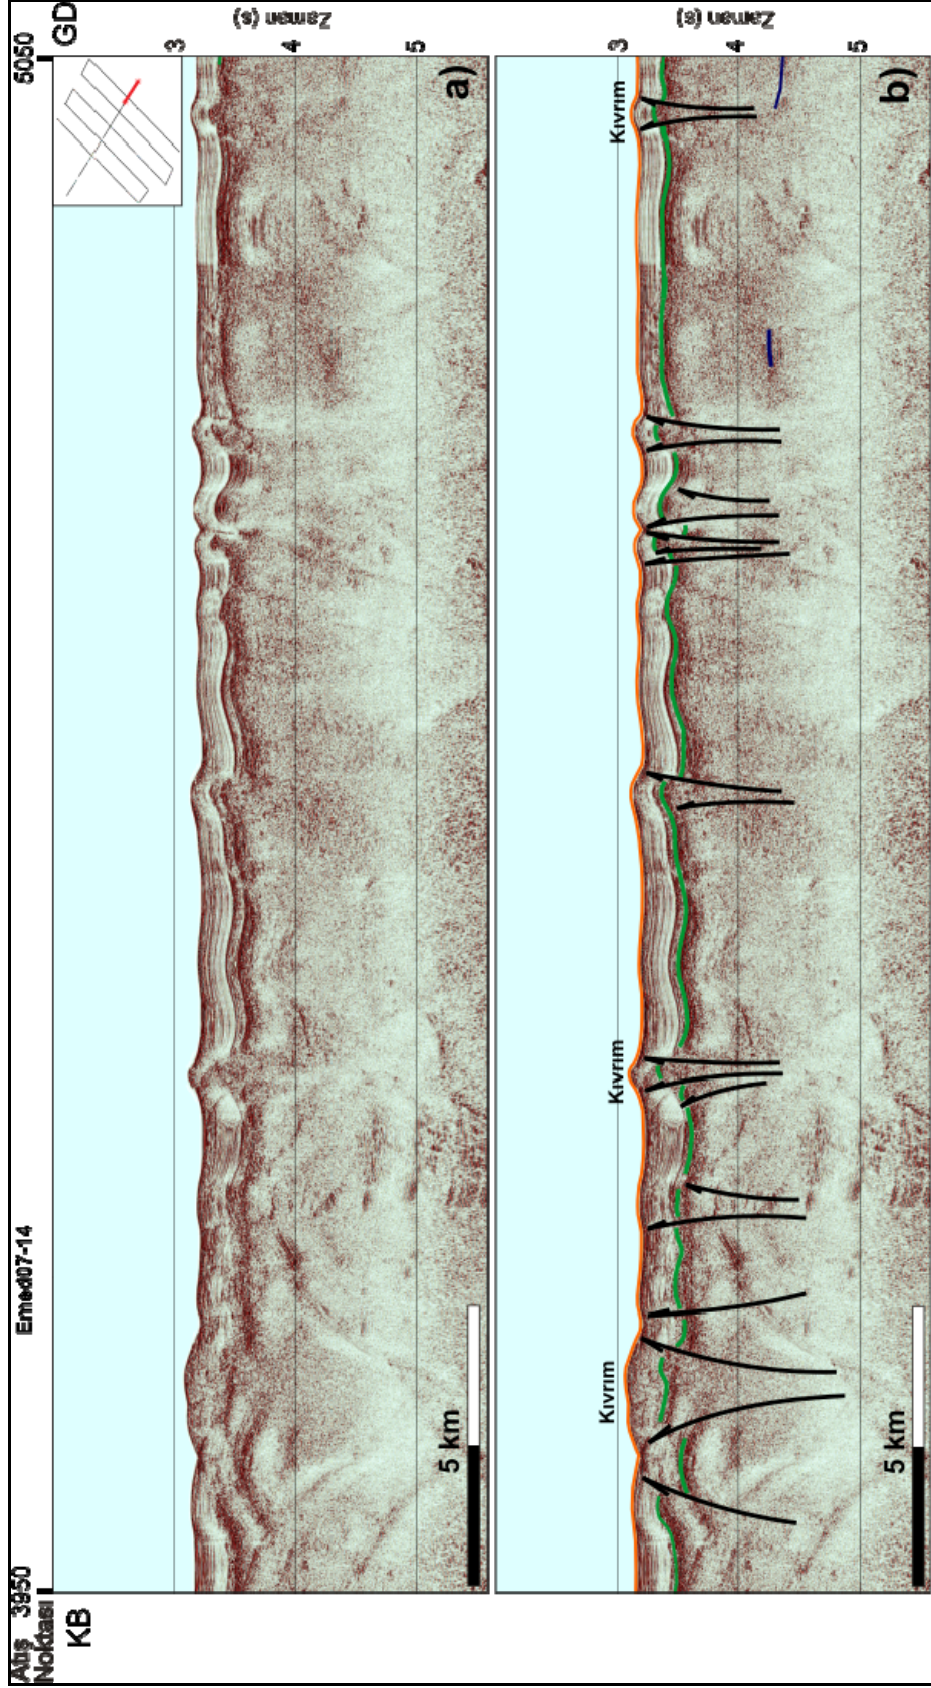 Atış
Noktası
3950
Emed07-14
5050
KB
GD
3
4
5
Zaman (s)
5 km
a)
Kıvrım
Kıvrım
Kıvrım
3
4
5
Zaman (s)
5 km
b)